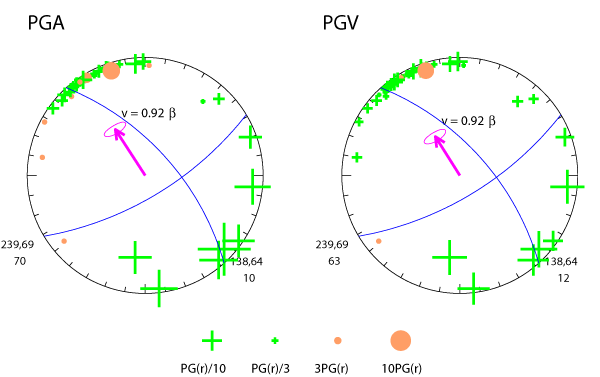 PGA
PGV
v = 0.92 β
v = 0.92 β
239,69
70
138,64
10
239,69
63
138,64
12
PG(r)/10 PG(r)/3 3PG(r) 10PG(r)